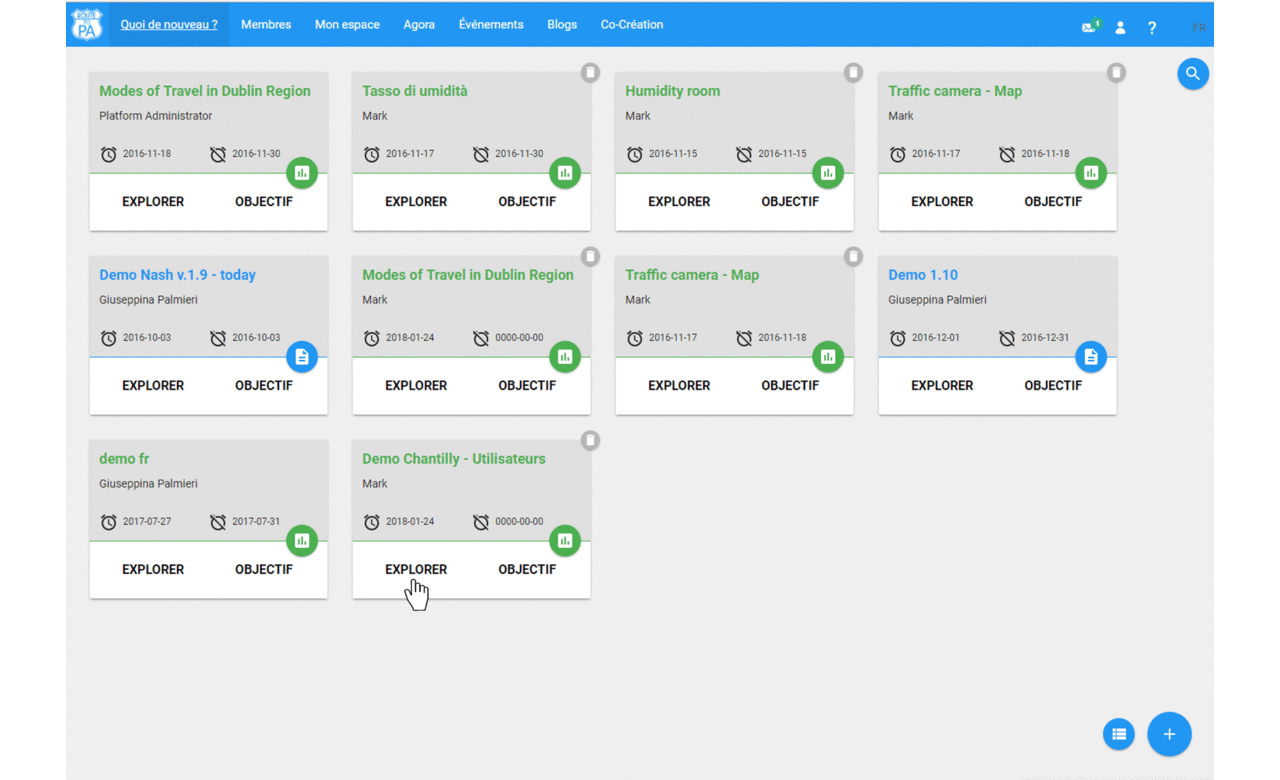 ROUTE TO PA
Quoi de nouveau ? Membres Mon espace Agora Événements Blogs Co-Création 1 ? FR
Modes of Travel in Dublin Region
Platform Administrator
2016-11-18 2016-11-30
EXPLORER OBJECTIF
Tasso di umidità
Mark
2016-11-17 2016-11-30
EXPLORER OBJECTIF
Humidity room
Mark
2016-11-15 2016-11-15
EXPLORER OBJECTIF
Traffic camera - Map
Mark
2016-11-17 2016-11-18
EXPLORER OBJECTIF
Demo Nash v.1.9 - today
Giuseppina Palmieri
2016-10-03 2016-10-03
EXPLORER OBJECTIF
Modes of Travel in Dublin Region
Mark
2018-01-24 0000-00-00
EXPLORER OBJECTIF
Traffic camera - Map
Mark
2016-11-17 2016-11-18
EXPLORER OBJECTIF
Demo 1.10
Giuseppina Palmieri
2016-12-01 2016-12-31
EXPLORER OBJECTIF
demo fr
Giuseppina Palmieri
2017-07-27 2017-07-31
EXPLORER OBJECTIF
Demo Chantilly - Utilisateurs
Mark
2018-01-24 0000-00-00
EXPLORER OBJECTIF